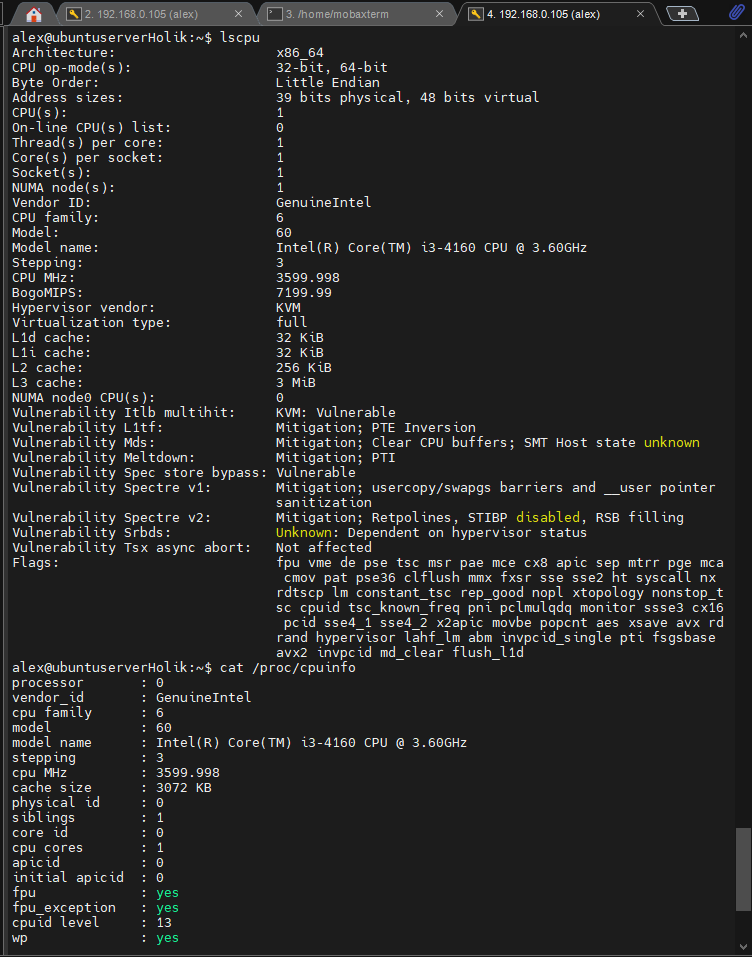 2. 192.168.0.105 (alex)
3. /home/mobaxterm
4. 192.168.0.105 (alex)
alex@ubuntuserverHolik:~$ lscpu
Architecture: x86_64
CPU op-mode(s): 32-bit, 64-bit
Byte Order: Little Endian
Address sizes: 39 bits physical, 48 bits virtual
CPU(s): 1
On-line CPU(s) list: 0
Thread(s) per core: 1
Core(s) per socket: 1
Socket(s): 1
NUMA node(s): 1
Vendor ID: GenuineIntel
CPU family: 6
Model: 60
Model name: Intel(R) Core(TM) i3-4160 CPU @ 3.60GHz
Stepping: 3
CPU MHz: 3599.998
BogoMIPS: 7199.99
Hypervisor vendor: KVM
Virtualization type: full
L1d cache: 32 KiB
L1i cache: 32 KiB
L2 cache: 256 KiB
L3 cache: 3 MiB
NUMA node0 CPU(s): 0
Vulnerability Itlb multihit: KVM: Vulnerable
Vulnerability L1tf: Mitigation; PTE Inversion
Vulnerability Mds: Mitigation; Clear CPU buffers; SMT Host state unknown
Vulnerability Meltdown: Mitigation; PTI
Vulnerability Spec store bypass: Vulnerable
Vulnerability Spectre v1: Mitigation; usercopy/swapgs barriers and __user pointer
sanitization
Vulnerability Spectre v2: Mitigation; Retpolines, STIBP disabled, RSB filling
Vulnerability Srbds: Unknown: Dependent on hypervisor status
Vulnerability Tsx async abort: Not affected
Flags: fpu vme de pse tsc msr pae mce cx8 apic sep mtrr pge mca
cmov pat pse36 clflush mmx fxsr sse sse2 ht syscall nx
rdtscp lm constant_tsc rep_good nopl xtopology nonstop_t
sc cpuid tsc_known_freq pni pclmulqdq monitor ssse3 cx16
pcid sse4_1 sse4_2 x2apic movbe popcnt aes xsave avx rd
rand hypervisor lahf_lm abm invpcid_single pti fsgsbase
avx2 invpcid md_clear flush_l1d
alex@ubuntuserverHolik:~$ cat /proc/cpuinfo
processor : 0
vendor_id : GenuineIntel
cpu family : 6
model : 60
model name : Intel(R) Core(TM) i3-4160 CPU @ 3.60GHz
stepping : 3
cpu MHz : 3599.998
cache size : 3072 KB
physical id : 0
siblings : 1
core id : 0
cpu cores : 1
apicid : 0
initial apicid : 0
fpu : yes
fpu_exception : yes
cpuid level : 13
wp : yes